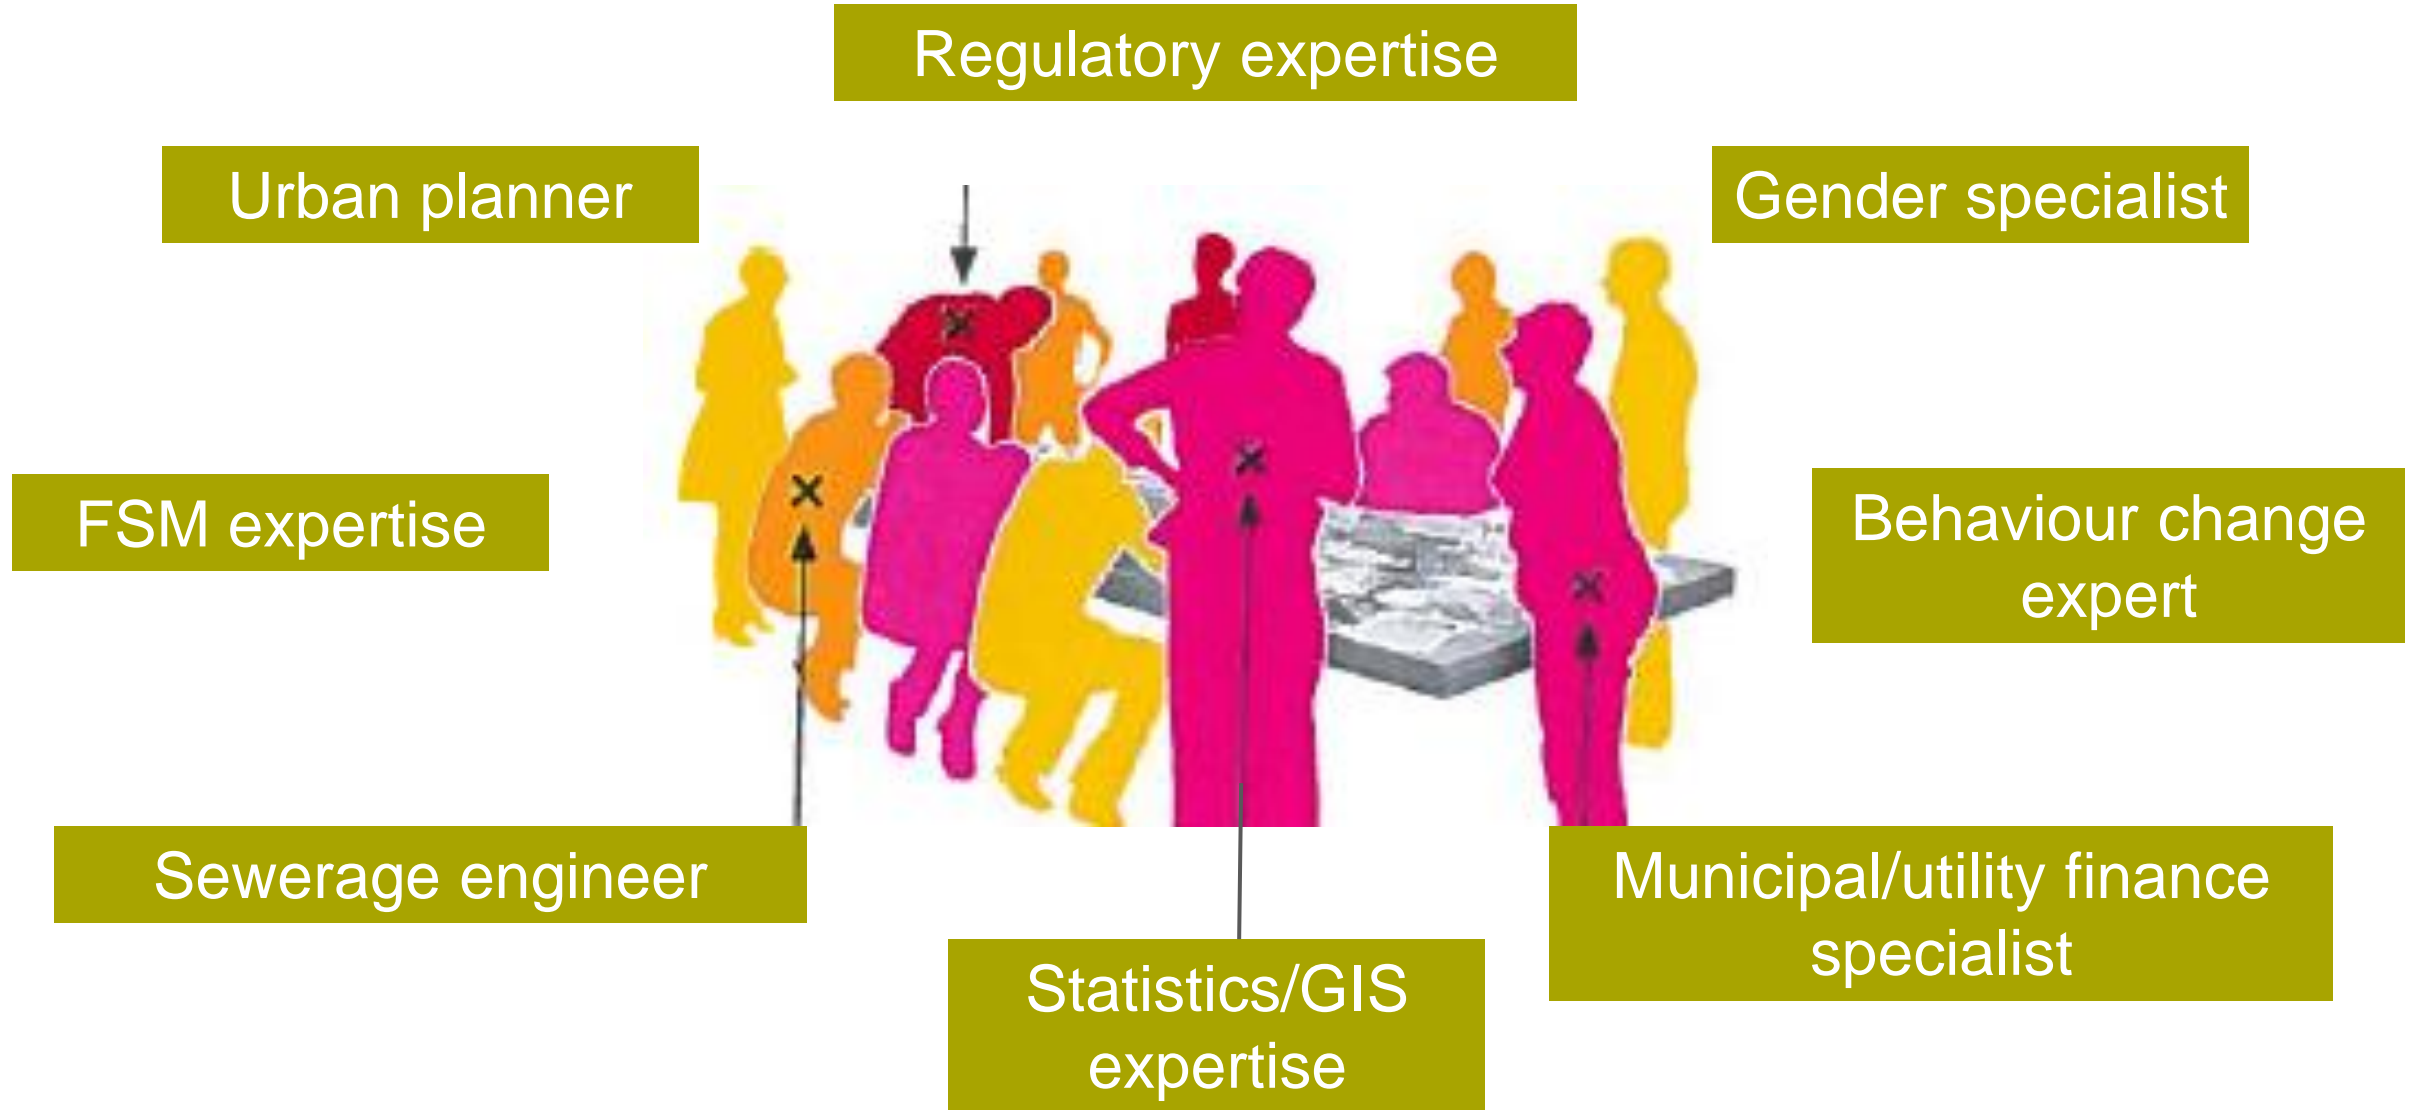 Regulatory expertise
Urban planner
Gender specialist
FSM expertise
Behaviour change
expert
Sewerage engineer
Municipal/utility finance
specialist
Statistics/GIS
expertise